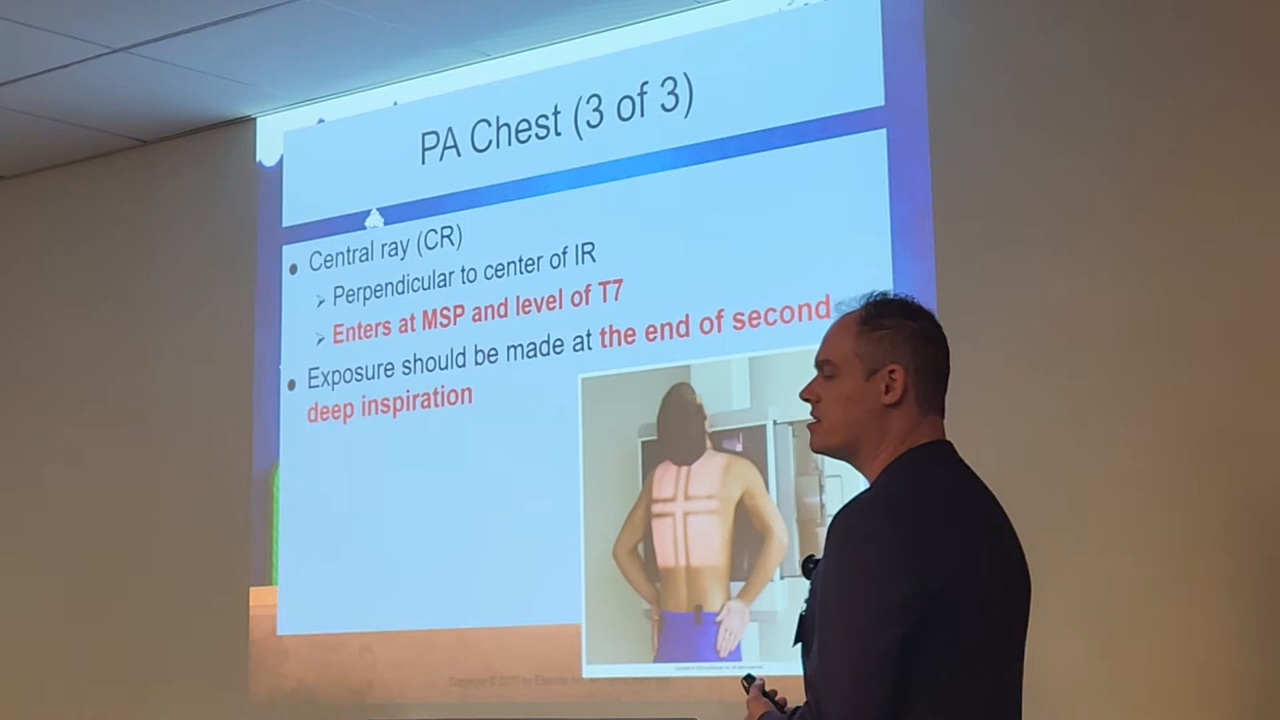 PA Chest (3 of 3)
Central ray (CR)
Perpendicular to center of IR
Enters at MSP and level of T7
Exposure should be made at the end of second
deep inspiration